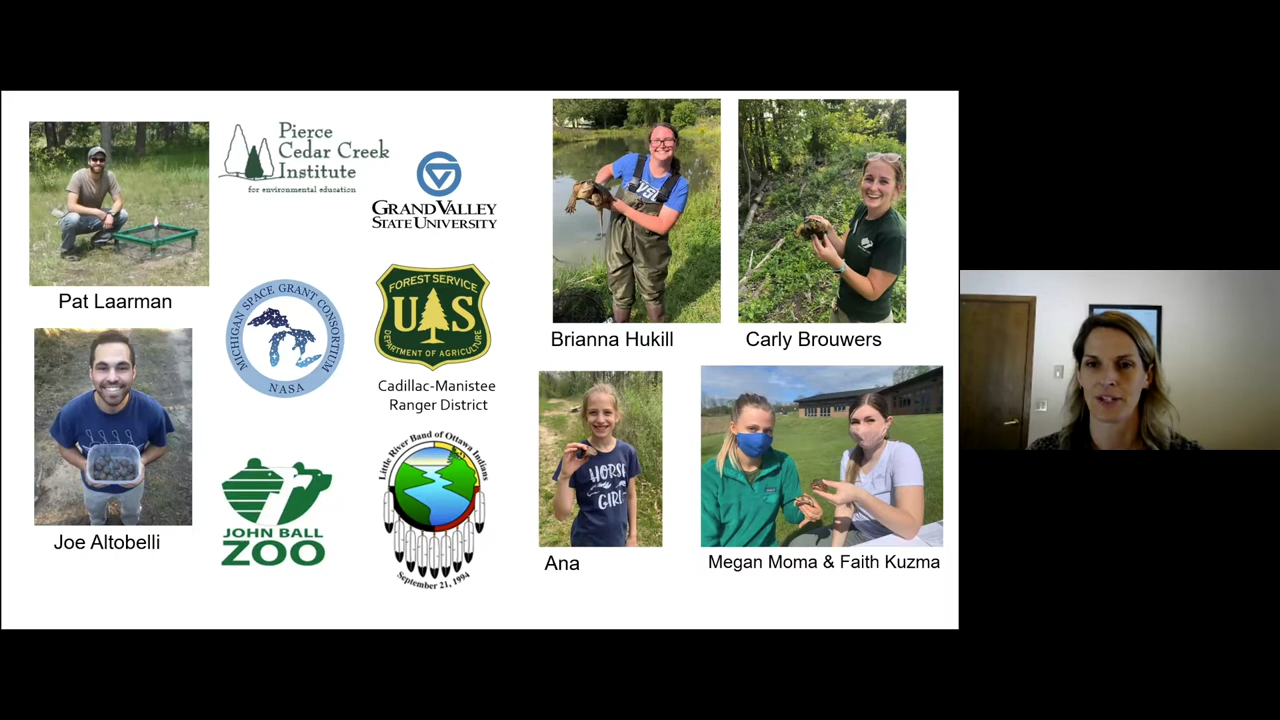 Pat Laarman
Joe Altobelli
Pierce
Cedar Creek
Institute
for environmental education
GRAND VALLEY
STATE UNIVERSITY
MICHIGAN SPACE GRANT CONSORTIUM
NASA
FOREST SERVICE
UAS
DEPARTMENT OF AGRICULTURE
Cadillac-Manistee
Ranger District
JOHN BALL
ZOO
Little River Band of Ottawa Indians
September 21, 1994
Brianna Hukill
Carly Brouwers
HORSE
GIRL
Ana
Megan Moma & Faith Kuzma